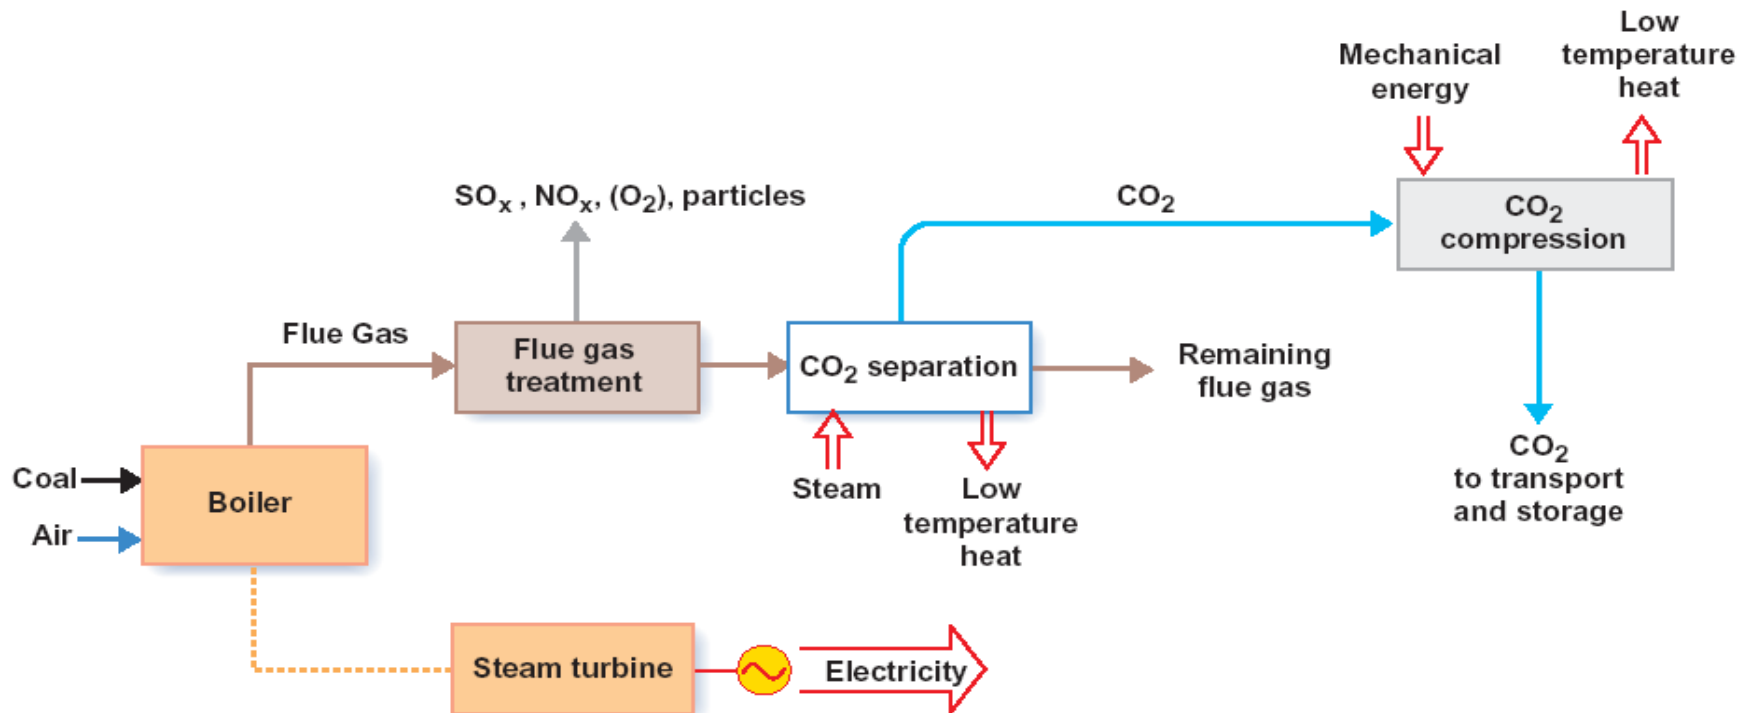 Low
temperature
heat
Mechanical
energy
SOₓ , NOₓ, (O₂), particles
CO₂
CO₂
compression
Flue Gas
Flue gas
treatment
CO₂ separation
Remaining
flue gas
Coal
Air
Boiler
Steam
Low
temperature
heat
CO₂
to transport
and storage
Steam turbine
Electricity